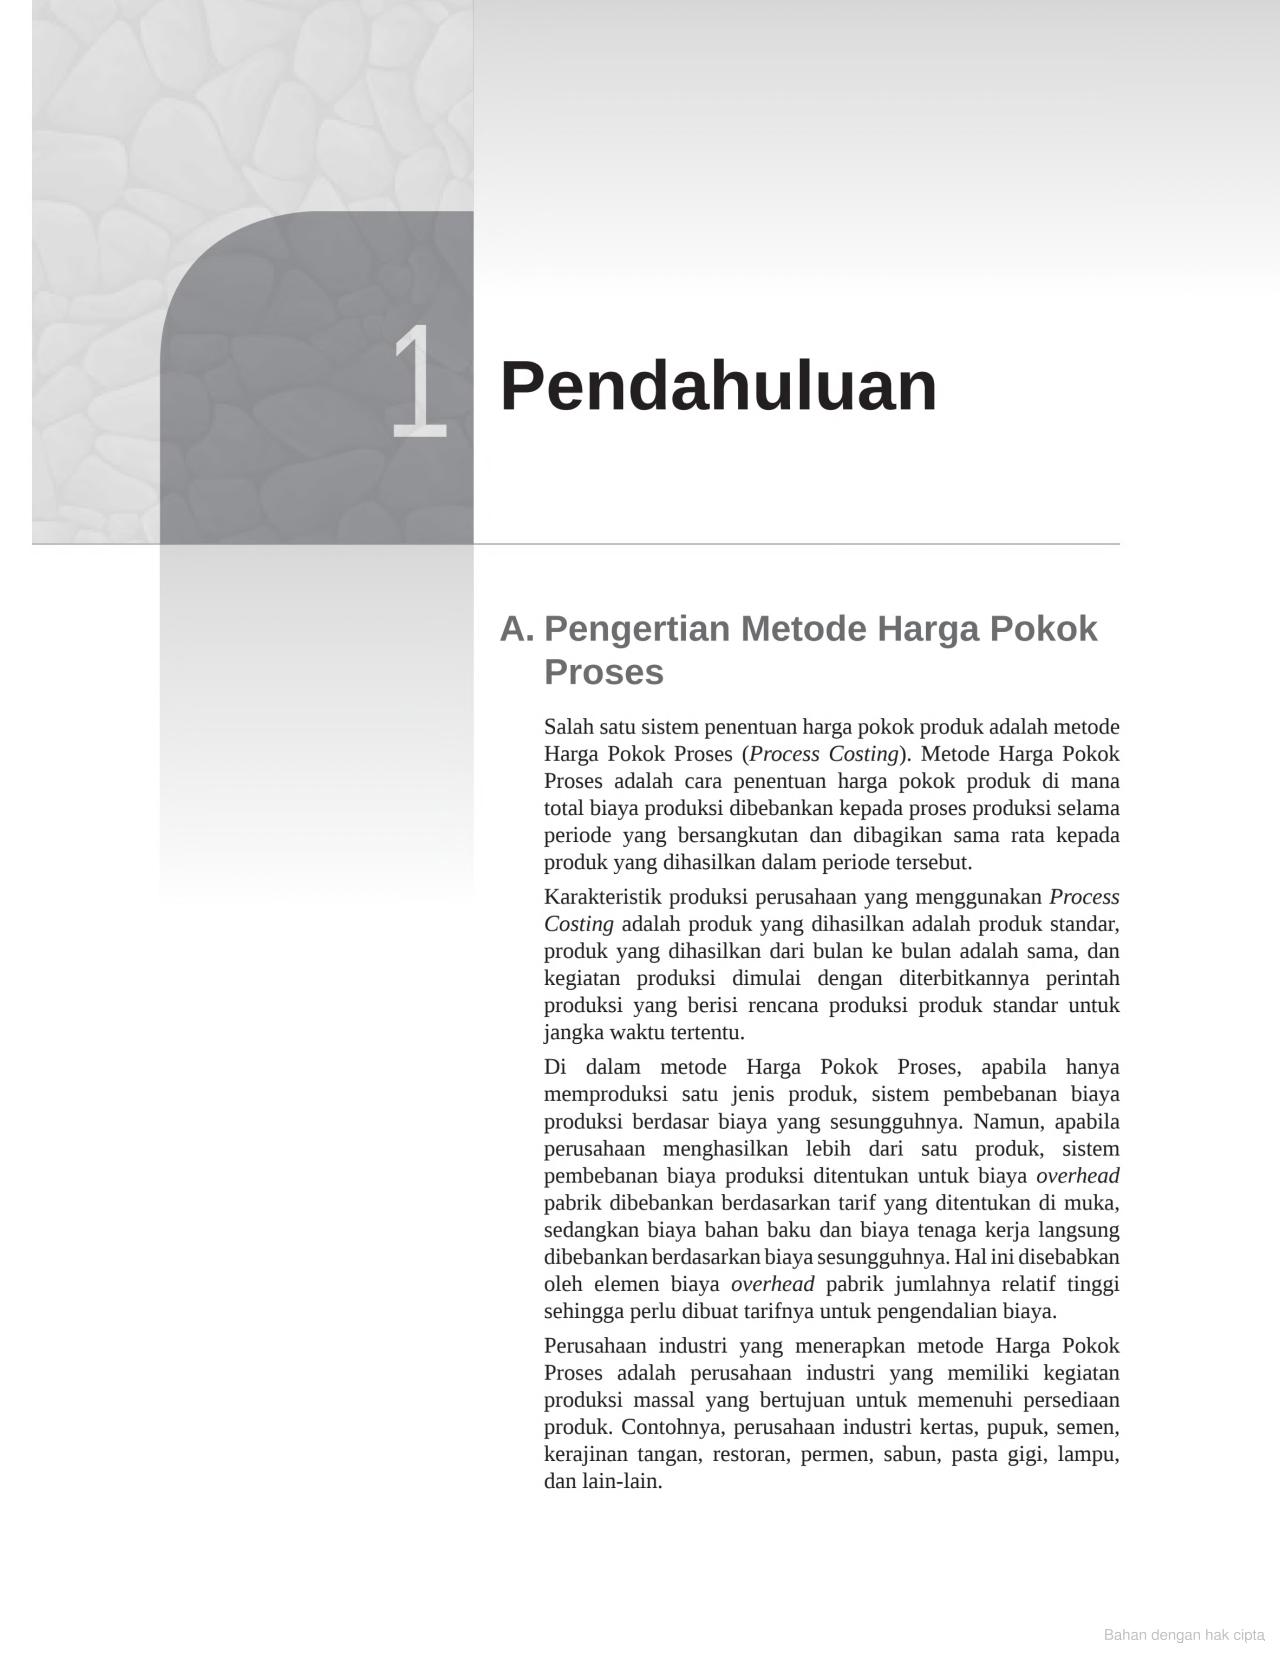 1
Pendahuluan
A. Pengertian Metode Harga Pokok
Proses
Salah satu sistem penentuan harga pokok produk adalah metode
Harga Pokok Proses (Process Costing). Metode Harga Pokok
Proses adalah cara penentuan harga pokok produk di mana
total biaya produksi dibebankan kepada proses produksi selama
periode yang bersangkutan dan dibagikan sama rata kepada
produk yang dihasilkan dalam periode tersebut.
Karakteristik produksi perusahaan yang menggunakan Process
Costing adalah produk yang dihasilkan adalah produk standar,
produk yang dihasilkan dari bulan ke bulan adalah sama, dan
kegiatan produksi dimulai dengan diterbitkannya perintah
produksi yang berisi rencana produksi produk standar untuk
jangka waktu tertentu.
Di dalam metode Harga Pokok Proses, apabila hanya
memproduksi satu jenis produk, sistem pembebanan biaya
produksi berdasar biaya yang sesungguhnya. Namun, apabila
perusahaan menghasilkan lebih dari satu produk, sistem
pembebanan biaya produksi ditentukan untuk biaya overhead
pabrik dibebankan berdasarkan tarif yang ditentukan di muka,
sedangkan biaya bahan baku dan biaya tenaga kerja langsung
dibebankan berdasarkan biaya sesungguhnya. Hal ini disebabkan
oleh elemen biaya overhead pabrik jumlahnya relatif tinggi
sehingga perlu dibuat tarifnya untuk pengendalian biaya.
Perusahaan industri yang menerapkan metode Harga Pokok
Proses adalah perusahaan industri yang memiliki kegiatan
produksi massal yang bertujuan untuk memenuhi persediaan
produk. Contohnya, perusahaan industri kertas, pupuk, semen,
kerajinan tangan, restoran, permen, sabun, pasta gigi, lampu,
dan lain-lain.
Bahan dengan hak cipta